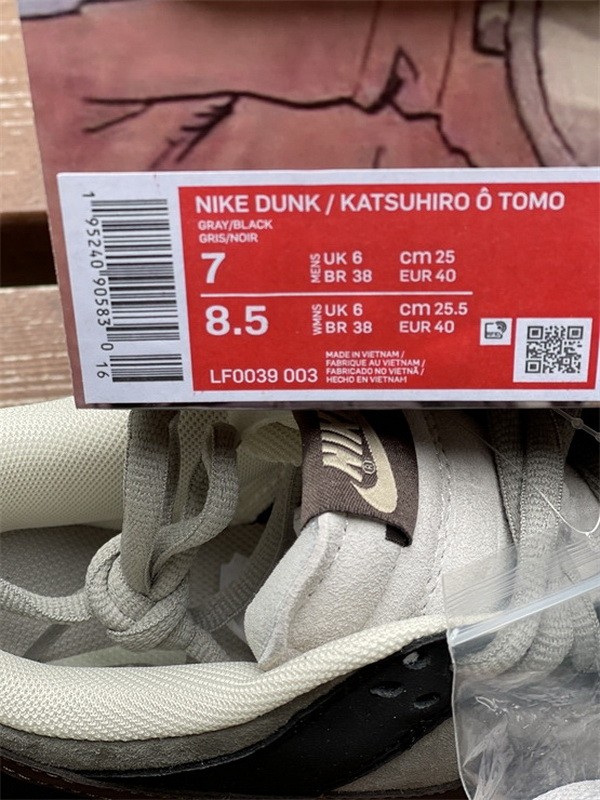 NIKE DUNK / KATSUHIRO Ô TOMO
GRAY/BLACK
GRIS/NOIR
7
MENS
UK 6 cm 25
BR 38 EUR 40
8.5
WMNS
UK 6 cm 25.5
BR 38 EUR 40
LF0039 003
MADE IN VIETNAM /
FABRIQUE AU VIETNAM /
FABRICADO NO VIETNÃ /
HECHO EN VIETNAM
1 95240 90583 0 16
NIKE
®